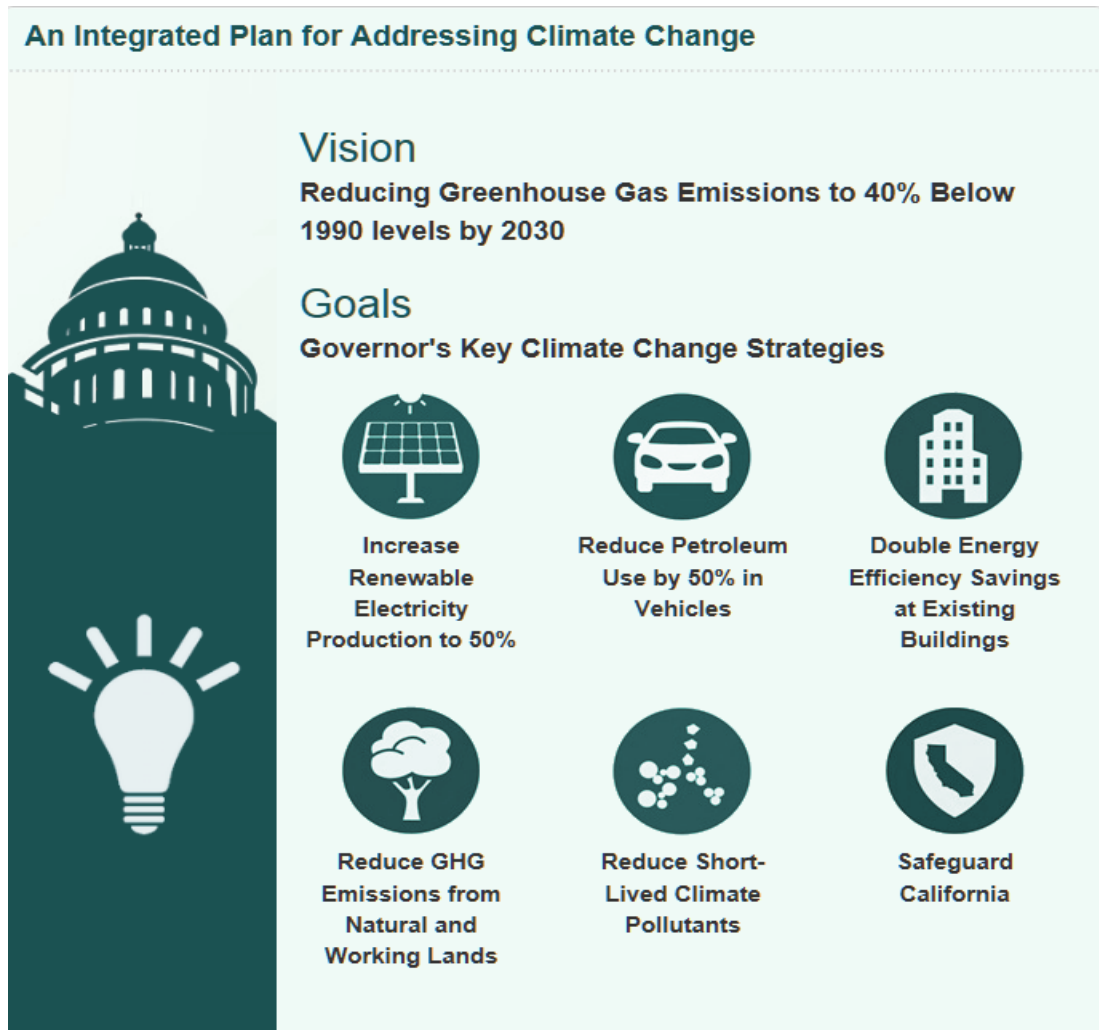 An Integrated Plan for Addressing Climate Change
Vision
Reducing Greenhouse Gas Emissions to 40% Below
1990 levels by 2030
Goals
Governor's Key Climate Change Strategies
Increase
Renewable
Electricity
Production to 50%
Reduce Petroleum
Use by 50% in
Vehicles
Double Energy
Efficiency Savings
at Existing
Buildings
Reduce GHG
Emissions from
Natural and
Working Lands
Reduce Short-
Lived Climate
Pollutants
Safeguard
California